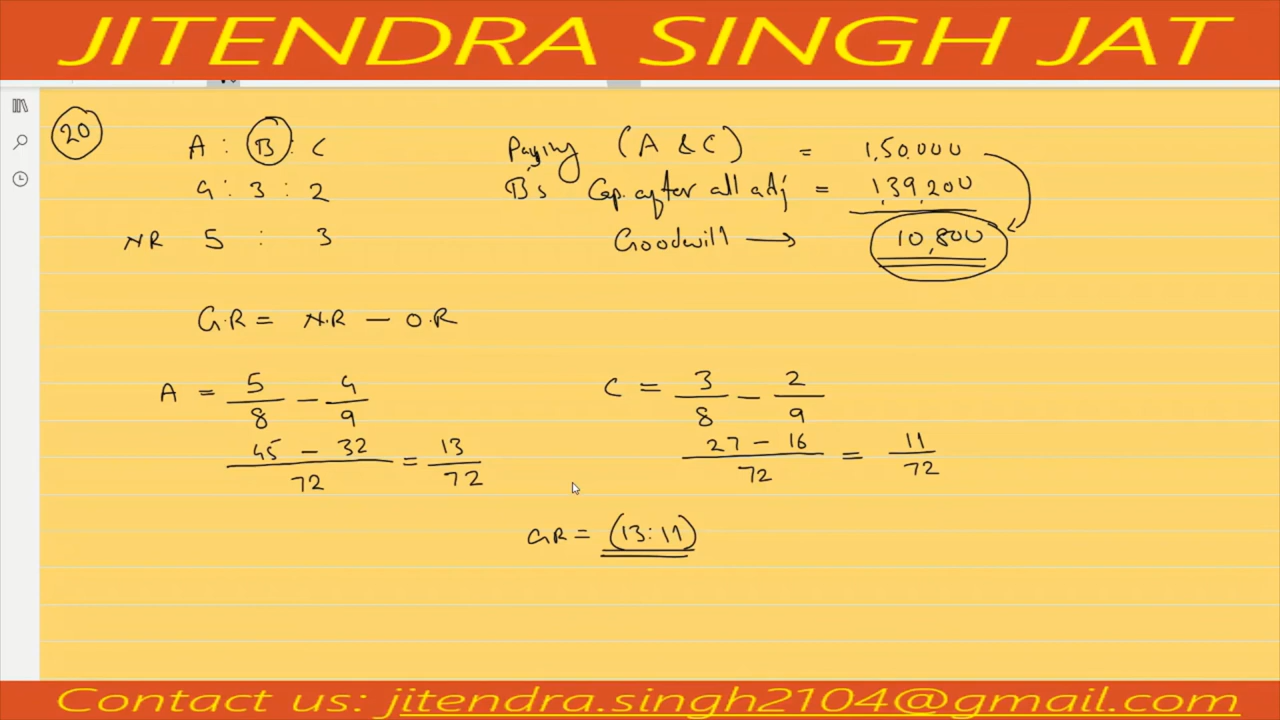 JITENDRA SINGH JAT
20
A : B : C
4 : 3 : 2
NR 5 : 3
Paying (A & C) = 1,50,000
B's Cap. after all adj = 1,39,200
Goodwill → 10,800
G.R = N.R - O.R
A = 5/8 - 4/9
45 - 32 / 72 = 13/72
C = 3/8 - 2/9
27 - 16 / 72 = 11/72
GR = (13:11)
Contact us: jitendra.singh2104@gmail.com